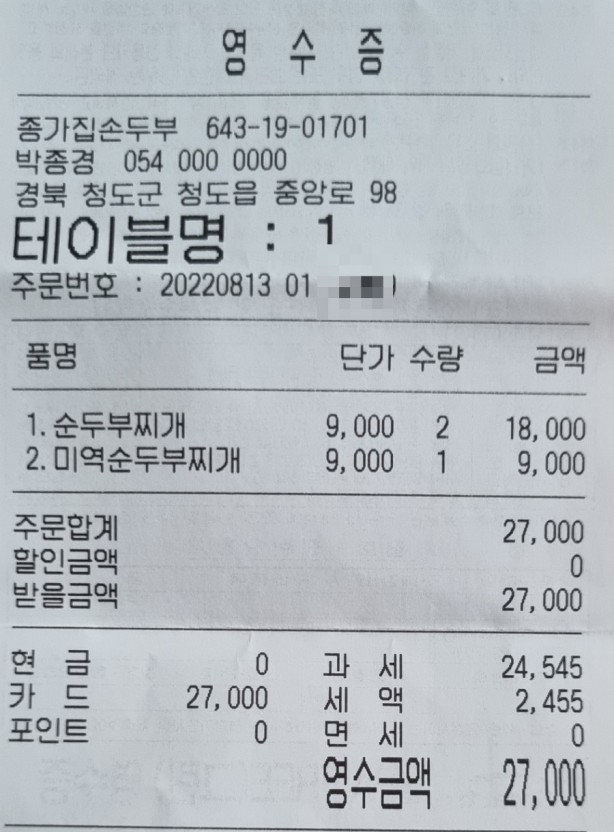 영 수 증
종가집손두부 643-19-01701
박종경 054 000 0000
경북 청도군 청도읍 중앙로 98
테이블명 : 1
주문번호 : 20220813 01
품명 단가 수량 금액
1. 순두부찌개 9,000 2 18,000
2. 미역순두부찌개 9,000 1 9,000
주문합계 27,000
할인금액 0
받을금액 27,000
현 금 0 과 세 24,545
카 드 27,000 세 액 2,455
포인트 0 면 세 0
영수금액 27,000